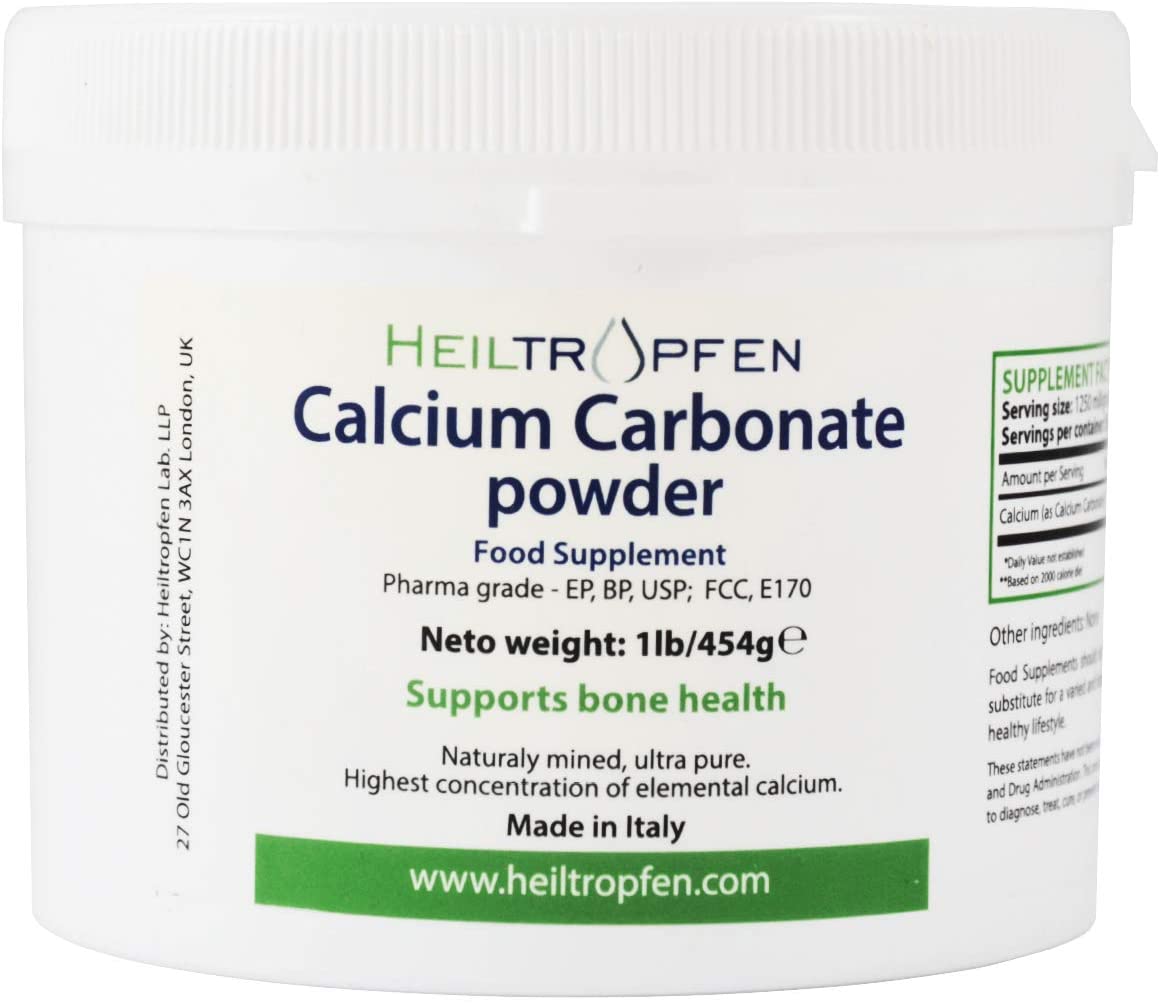 HEILTROPFEN
Calcium Carbonate
powder
Food Supplement
Pharma grade - EP, BP, USP; FCC, E170
Neto weight: 1lb/454g℮
Supports bone health
Naturaly mined, ultra pure.
Highest concentration of elemental calcium.
Made in Italy
www.heiltropfen.com
Distributed by: Heiltropfen Lab. LLP
27 Old Gloucester Street, WC1N 3AX London, UK
SUPPLEMENT
Serving size: 1250
Servings per container
Amount per Serving
Calcium (as Calcium Carbonate
*Daily Value not established
**Based on 2000 calorie diet
Other ingredients: None
Food Supplements should
substitute for a varied and
healthy lifestyle.
These statements have not been
and Drug Administration. This
to diagnose, treat, cure, or